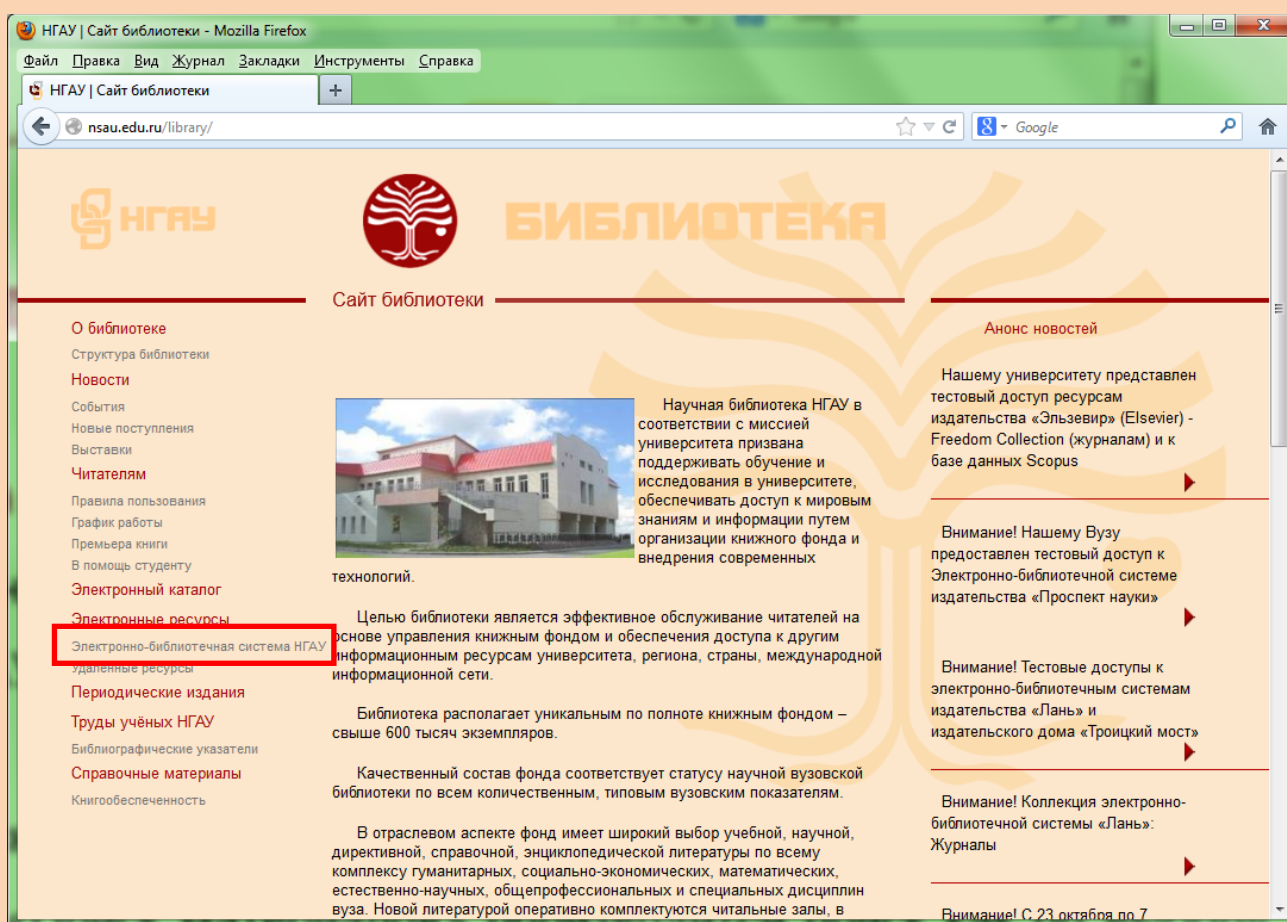 НГАУ | Сайт библиотеки - Mozilla Firefox
Файл Правка Вид Журнал Закладки Инструменты Справка
НГАУ | Сайт библиотеки
+
nsau.edu.ru/library/
8 Google
НГАУ
БИБЛИОТЕКА
Сайт библиотеки
О библиотеке
Структура библиотеки
Новости
События
Новые поступления
Выставки
Читателям
Правила пользования
График работы
Премьера книги
В помощь студенту
Электронный каталог
Электронные ресурсы
Электронно-библиотечная система НГАУ
Удаленные ресурсы
Периодические издания
Труды учёных НГАУ
Библиографические указатели
Справочные материалы
Книгообеспеченность
Научная библиотека НГАУ в
соответствии с миссией
университета призвана
поддерживать обучение и
исследования в университете,
обеспечивать доступ к мировым
знаниям и информации путем
организации книжного фонда и
внедрения современных
технологий.
Целью библиотеки является эффективное обслуживание читателей на
основе управления книжным фондом и обеспечения доступа к другим
информационным ресурсам университета, региона, страны, международной
информационной сети.
Библиотека располагает уникальным по полноте книжным фондом –
свыше 600 тысяч экземпляров.
Качественный состав фонда соответствует статусу научной вузовской
библиотеки по всем количественным, типовым вузовским показателям.
В отраслевом аспекте фонд имеет широкий выбор учебной, научной,
директивной, справочной, энциклопедической литературы по всему
комплексу гуманитарных, социально-экономических, математических,
естественно-научных, общепрофессиональных и специальных дисциплин
вуза. Новой литературой оперативно комплектуются читальные залы, в
Анонс новостей
Нашему университету представлен
тестовый доступ ресурсам
издательства «Эльзевир» (Elsevier) -
Freedom Collection (журналам) и к
базе данных Scopus
Внимание! Нашему Вузу
предоставлен тестовый доступ к
Электронно-библиотечной системе
издательства «Проспект науки»
Внимание! Тестовые доступы к
электронно-библиотечным системам
издательства «Лань» и
издательского дома «Троицкий мост»
Внимание! Коллекция электронно-
библиотечной системы «Лань»:
Журналы
Внимание! С 23 октября по 7